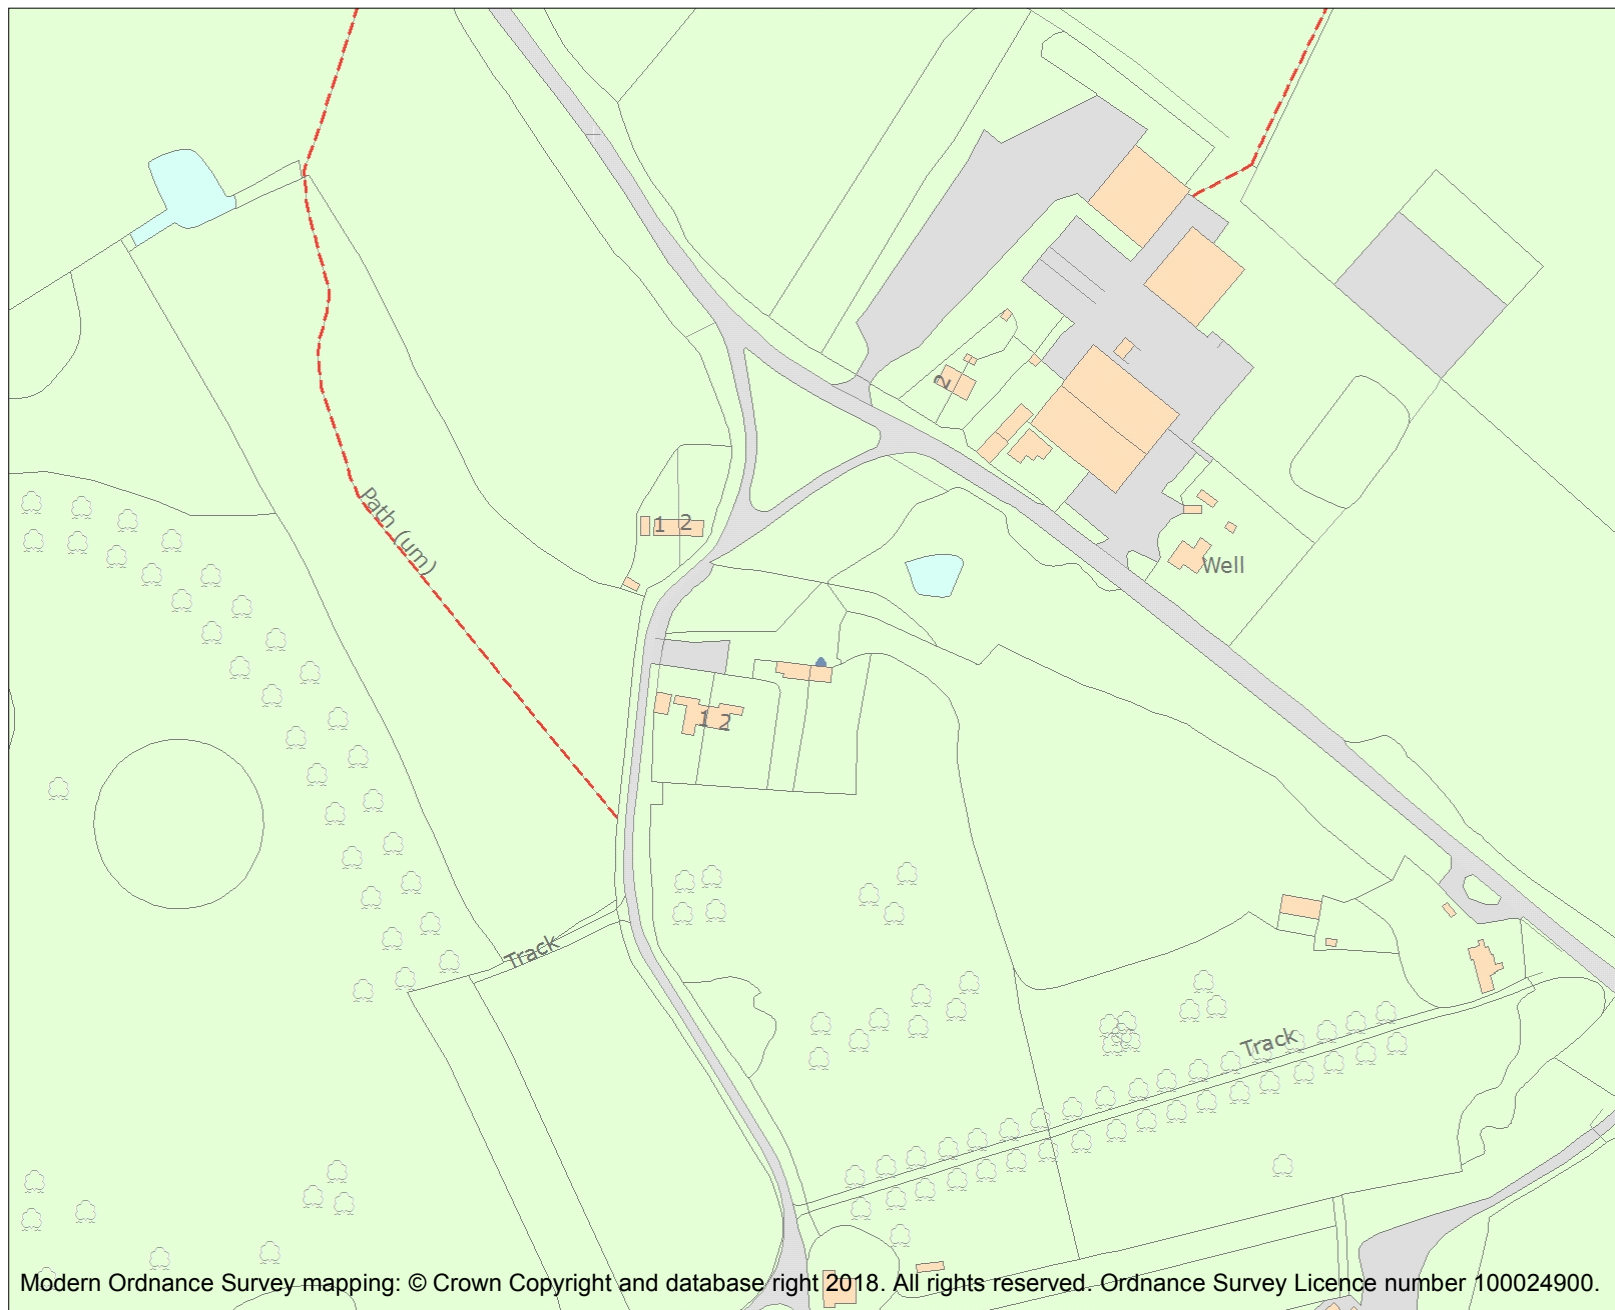 2
Path (um)
1 2
Well
1 2
Track
Track
Modern Ordnance Survey mapping: © Crown Copyright and database right 2018. All rights reserved. Ordnance Survey Licence number 100024900.